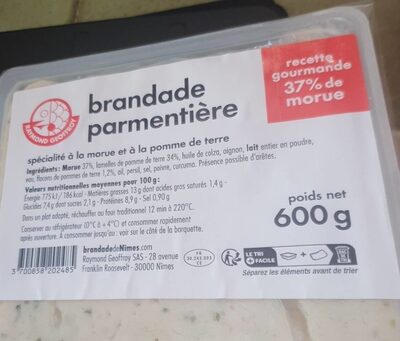 RAYMOND GEOFFROY
brandade
parmentière
recette
gourmande
37% de
morue
spécialité à la morue et à la pomme de terre
Ingrédients : Morue 37%, lamelles de pomme de terre 34%, huile de colza, oignon, lait entier en poudre,
eau, flocons de pommes de terre 1,2%, ail, persil, sel, poivre, curcuma. Présence possible d'arêtes.
Valeurs nutritionnelles moyennes pour 100 g :
Energie 775 kJ / 186 kcal - Matières grasses 13 g dont acides gras saturés 1,4 g -
Glucides 7,4 g dont sucres 2,1 g - Protéines 8,9 g - Sel 0,90 g
Dans un plat adapté, réchauffer au four traditionnel 12 min à 220°C.
Conserver au réfrigérateur (0°C à + 4°C) et consommer rapidement
après ouverture. À consommer jusqu'au : voir sur le côté de la barquette.
poids net
600 g
brandadedeNimes.com
Raymond Geoffroy SAS - 28 avenue
Franklin Roosevelt - 30000 Nîmes
3 700858 202485
FR
CE
LE TRI
+ FACILE
Séparez les éléments avant de trier